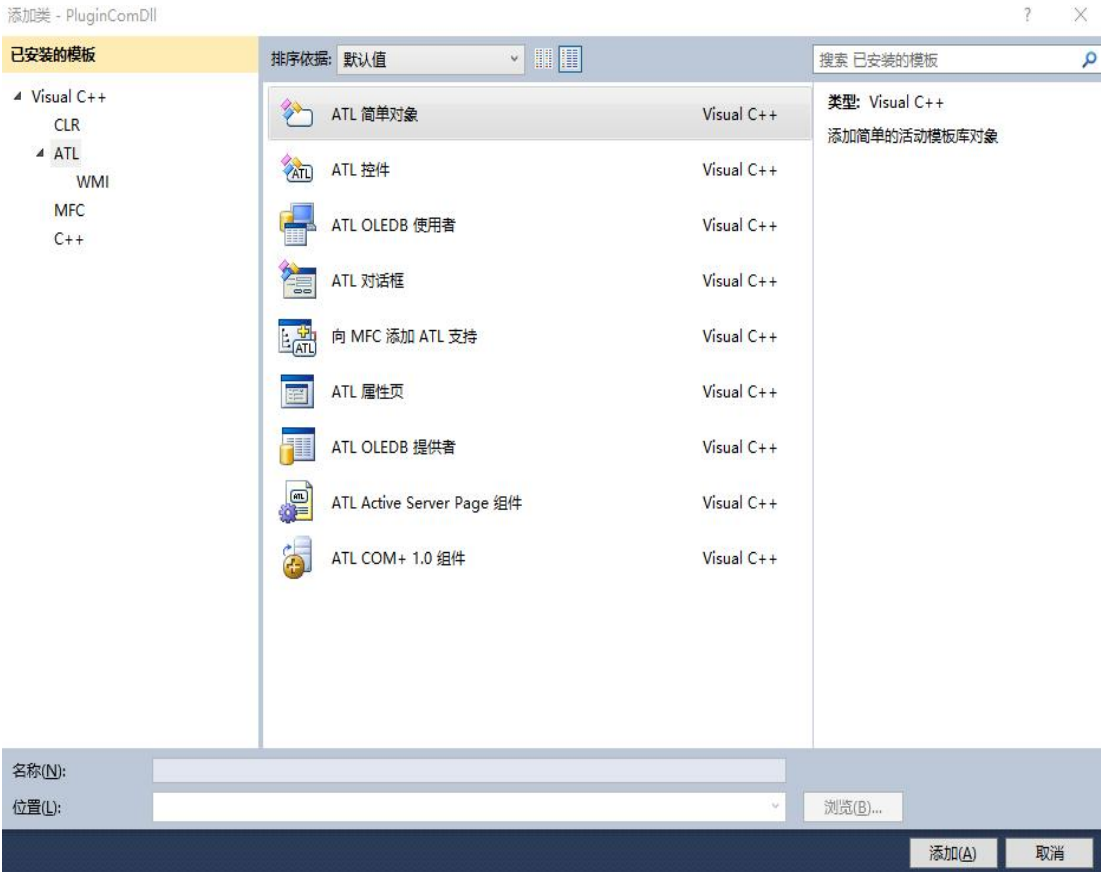 添加类 - PluginComDll
?
已安装的模板
排序依据: 默认值
搜索 已安装的模板
Visual C++
CLR
ATL
WMI
MFC
C++
ATL 简单对象 Visual C++
ATL 控件 Visual C++
ATL OLEDB 使用者 Visual C++
ATL 对话框 Visual C++
向 MFC 添加 ATL 支持 Visual C++
ATL 属性页 Visual C++
ATL OLEDB 提供者 Visual C++
ATL Active Server Page 组件 Visual C++
ATL COM+ 1.0 组件 Visual C++
类型: Visual C++
添加简单的活动模板库对象
名称(N):
位置(L):
浏览(B)...
添加(A)
取消